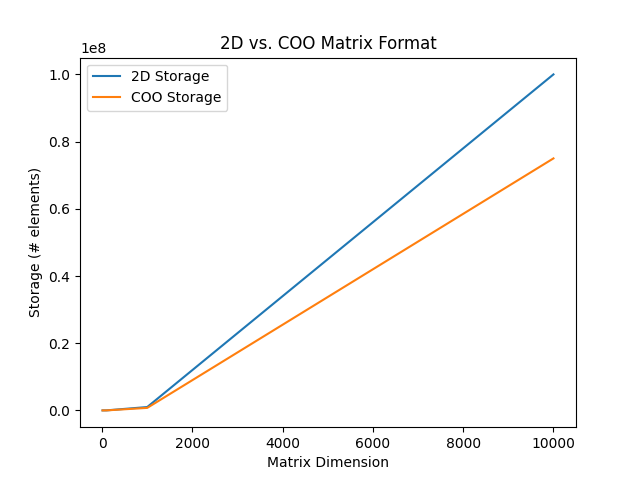 2D vs. COO Matrix Format
1e8
2D Storage
COO Storage
1.0
0.8
0.6
0.4
0.2
0.0
Storage (# elements)
0 2000 4000 6000 8000 10000
Matrix Dimension